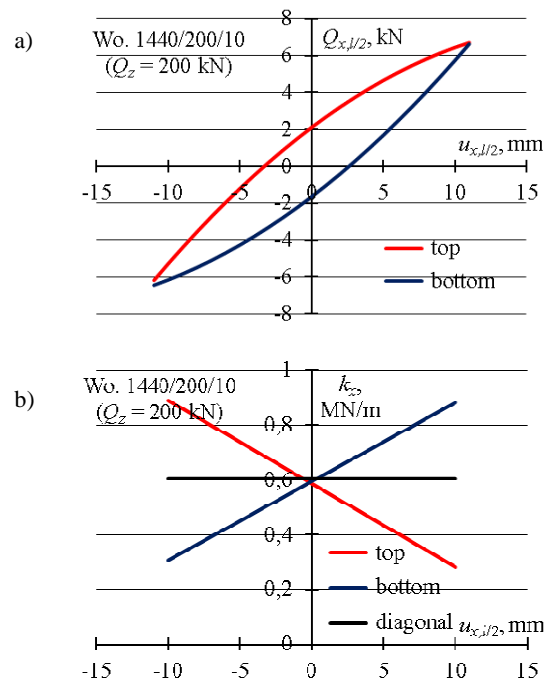 a)
Wo. 1440/200/10
(Qz = 200 kN)
Qx,l/2, kN
8
6
4
2
0
-2
-4
-6
-8
ux,l/2, mm
-15 -10 -5 0 5 10 15
top
bottom
b)
Wo. 1440/200/10
(Qz = 200 kN)
kx,
MN/m
1
0,8
0,6
0,4
0,2
0
top
bottom
diagonal ux,l/2, mm
-15 -10 -5 0 5 10 15